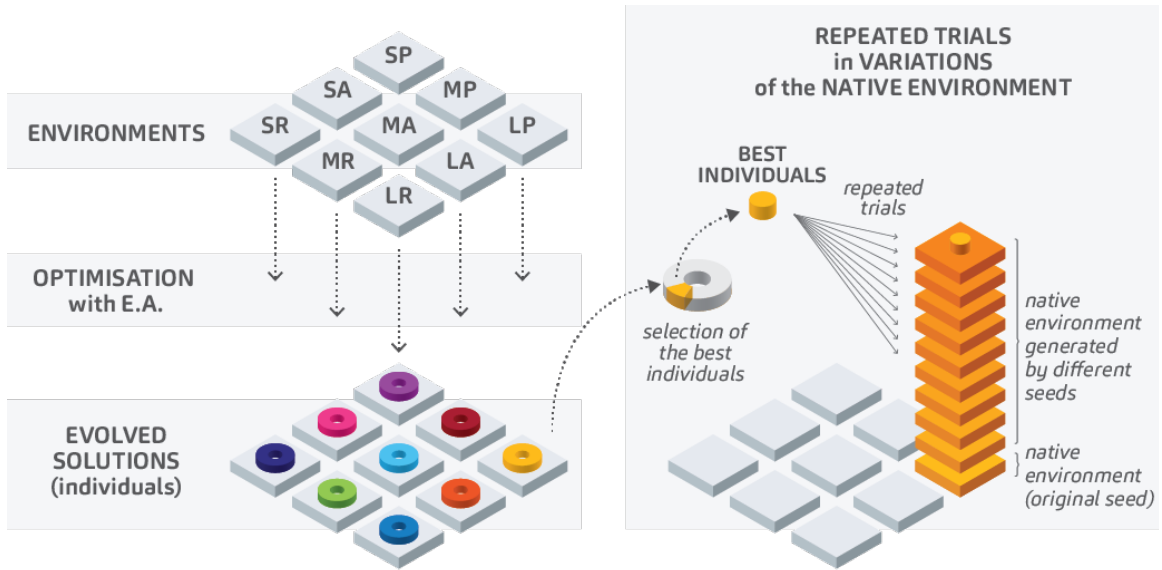 SP
SA
MP
SR
MA
LP
MR
LA
LR
ENVIRONMENTS
OPTIMISATION
with E.A.
EVOLVED
SOLUTIONS
(individuals)
REPEATED TRIALS
in VARIATIONS
of the NATIVE ENVIRONMENT
BEST
INDIVIDUALS
repeated
trials
selection of
the best
individuals
native
environment
generated
by different
seeds
native
environment
(original seed)